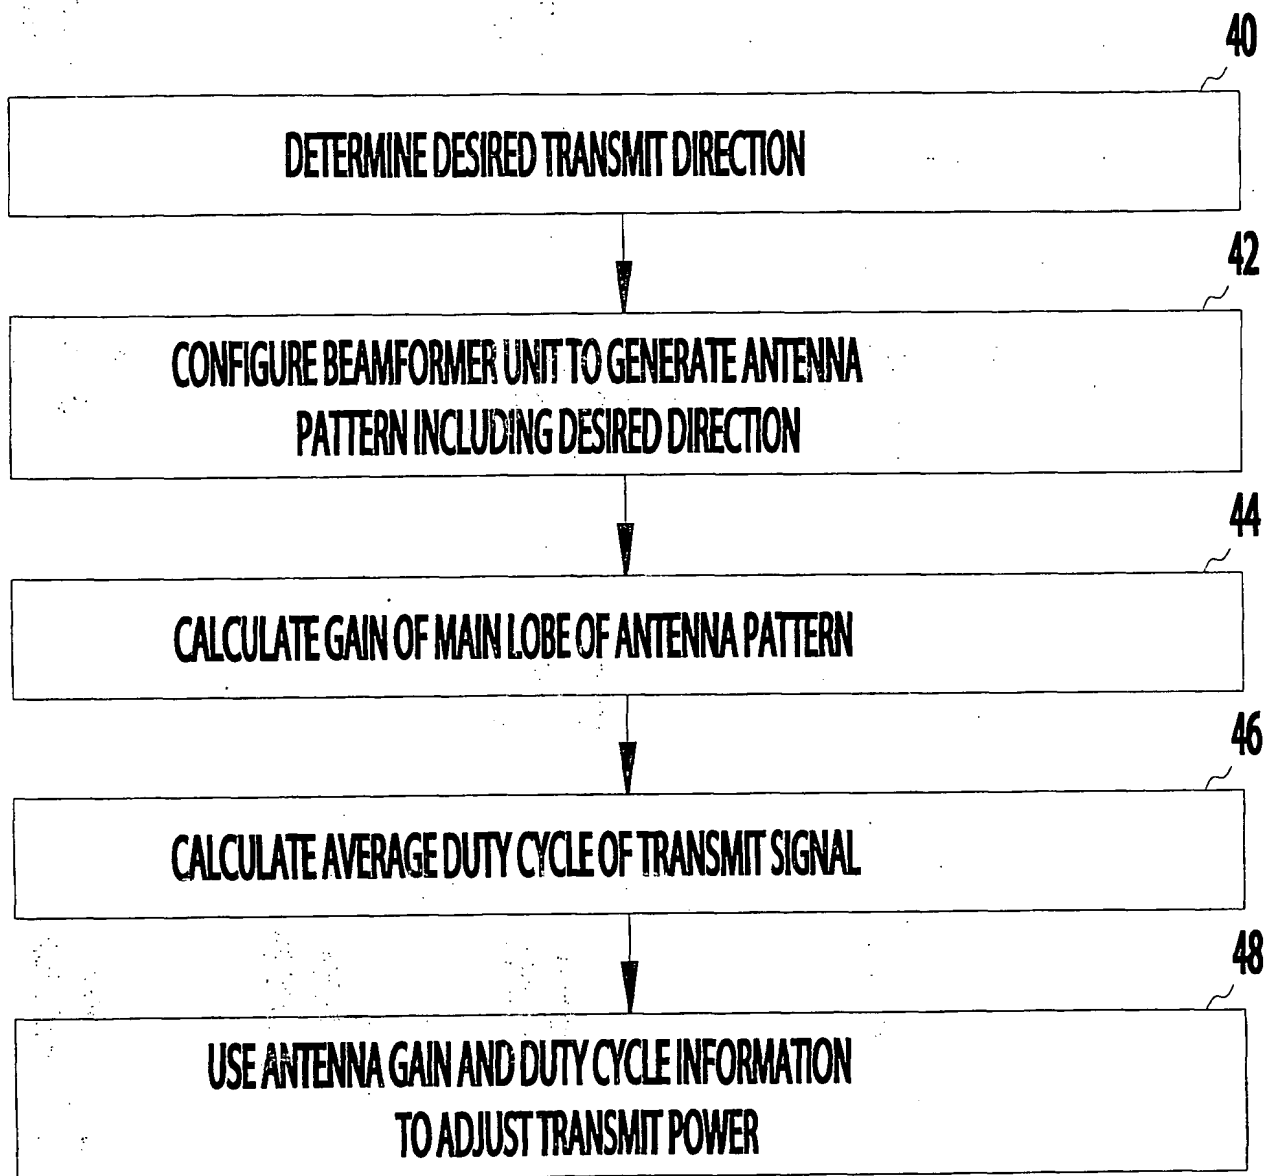 40
DETERMINE DESIRED TRANSMIT DIRECTION
42
CONFIGURE BEAMFORMER UNIT TO GENERATE ANTENNA
PATTERN INCLUDING DESIRED DIRECTION
44
CALCULATE GAIN OF MAIN LOBE OF ANTENNA PATTERN
46
CALCULATE AVERAGE DUTY CYCLE OF TRANSMIT SIGNAL
48
USE ANTENNA GAIN AND DUTY CYCLE INFORMATION
TO ADJUST TRANSMIT POWER